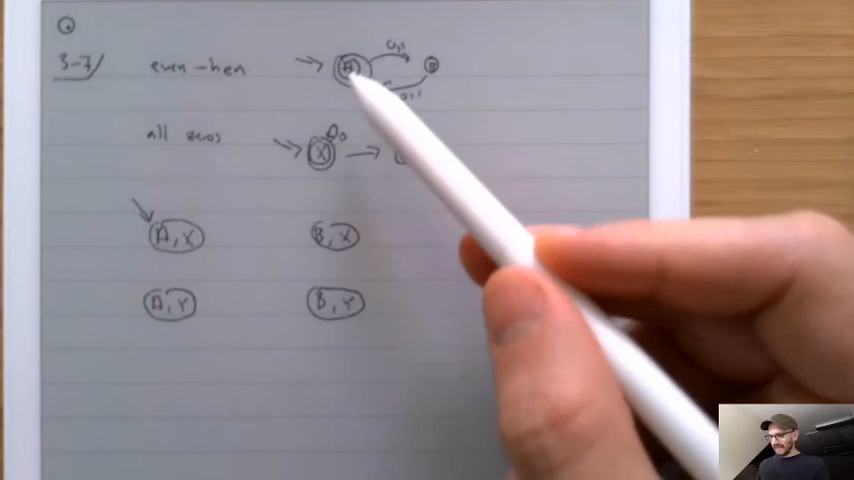 3-7/ even-len A 0,1 B
0,1
all zeros X 0
A,X B,X
A,Y B,Y